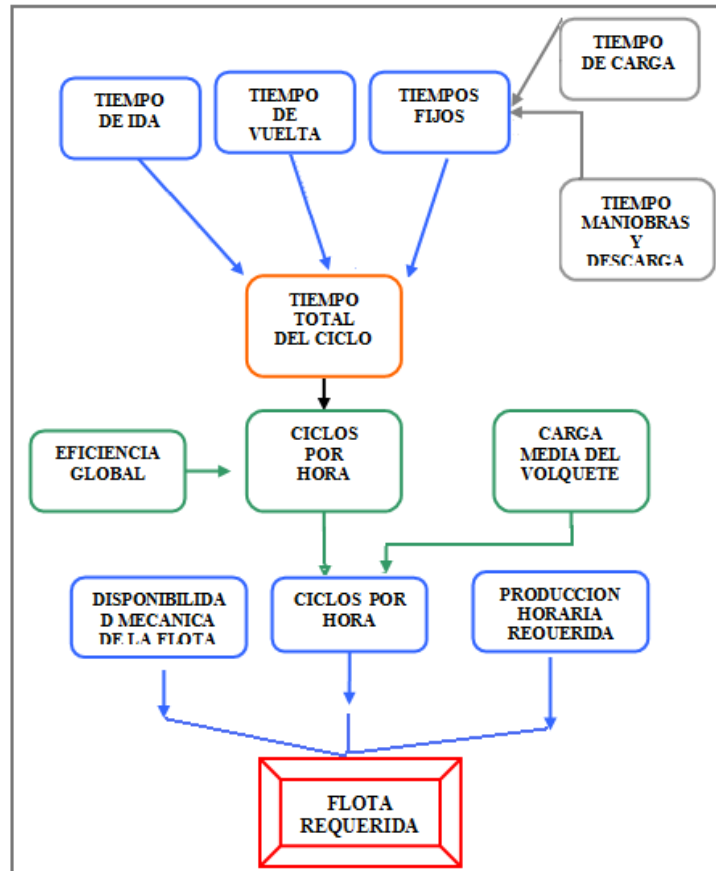 TIEMPO
DE IDA
TIEMPO
DE
VUELTA
TIEMPOS
FIJOS
TIEMPO
DE CARGA
TIEMPO
MANIOBRAS
Y
DESCARGA
TIEMPO
TOTAL
DEL CICLO
EFICIENCIA
GLOBAL
CICLOS
POR
HORA
CARGA
MEDIA DEL
VOLQUETE
DISPONIBILIDA
D MECANICA
DE LA FLOTA
CICLOS POR
HORA
PRODUCCION
HORARIA
REQUERIDA
FLOTA
REQUERIDA